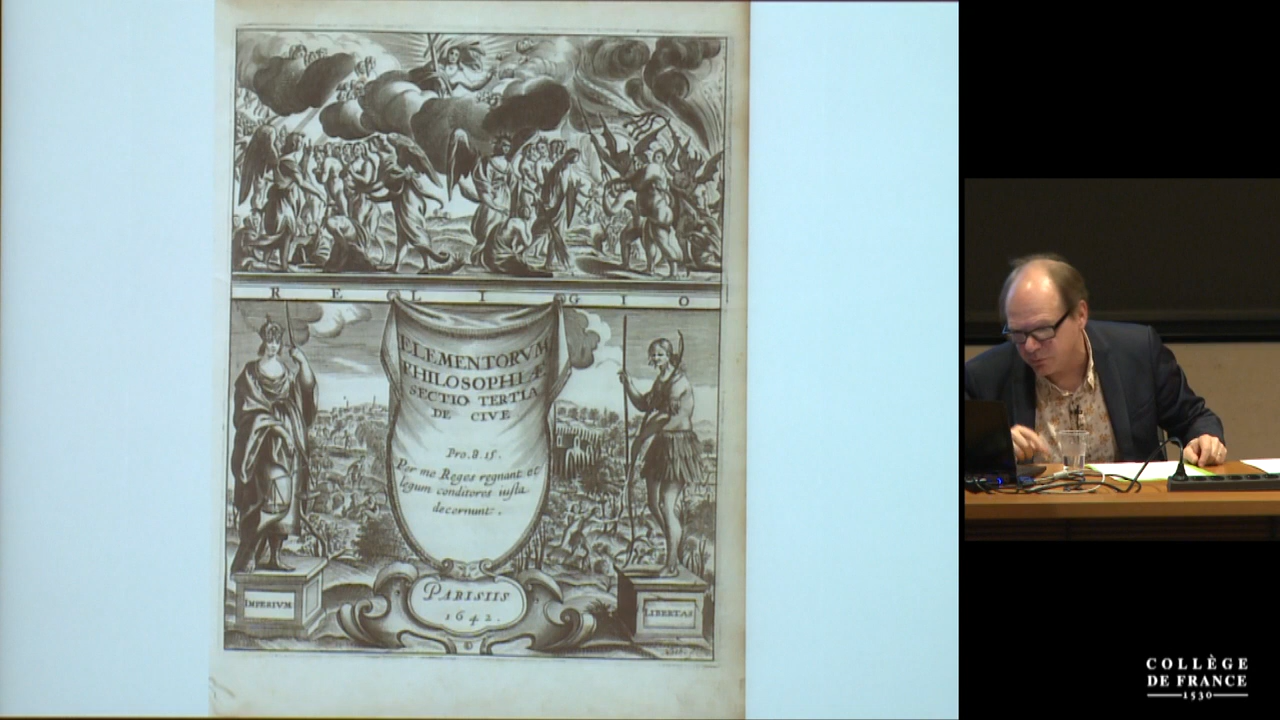 RELIGIO
ELEMENTORVM
PHILOSOPHIÆ
SECTIO TERTIA
DE CIVE
Pro. 8. 15.
Per me Reges regnant et
legum conditores iusta
decernunt.
IMPERIVM
LIBERTAS
PARISIIS
1642.
COLLÈGE
DE FRANCE
1530